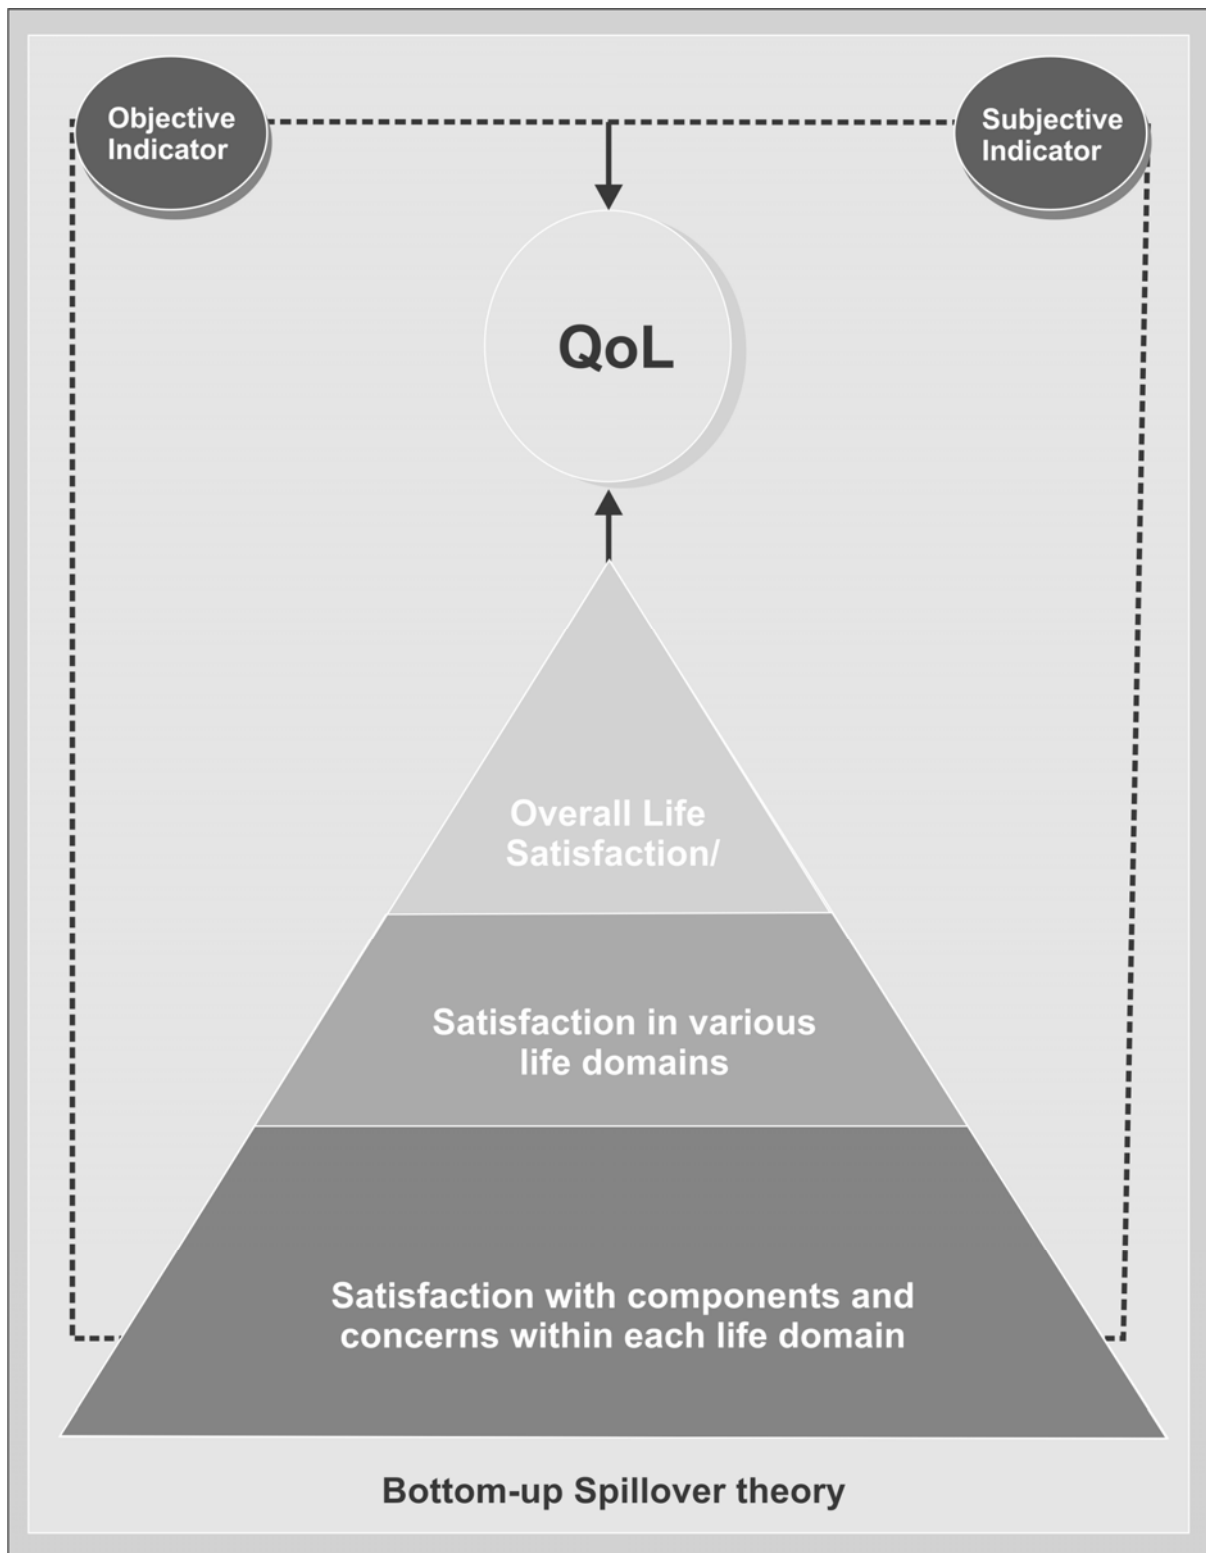 Objective
Indicator
Subjective
Indicator
QoL
Overall Life
Satisfaction/
Satisfaction in various
life domains
Satisfaction with components and
concerns within each life domain
Bottom-up Spillover theory